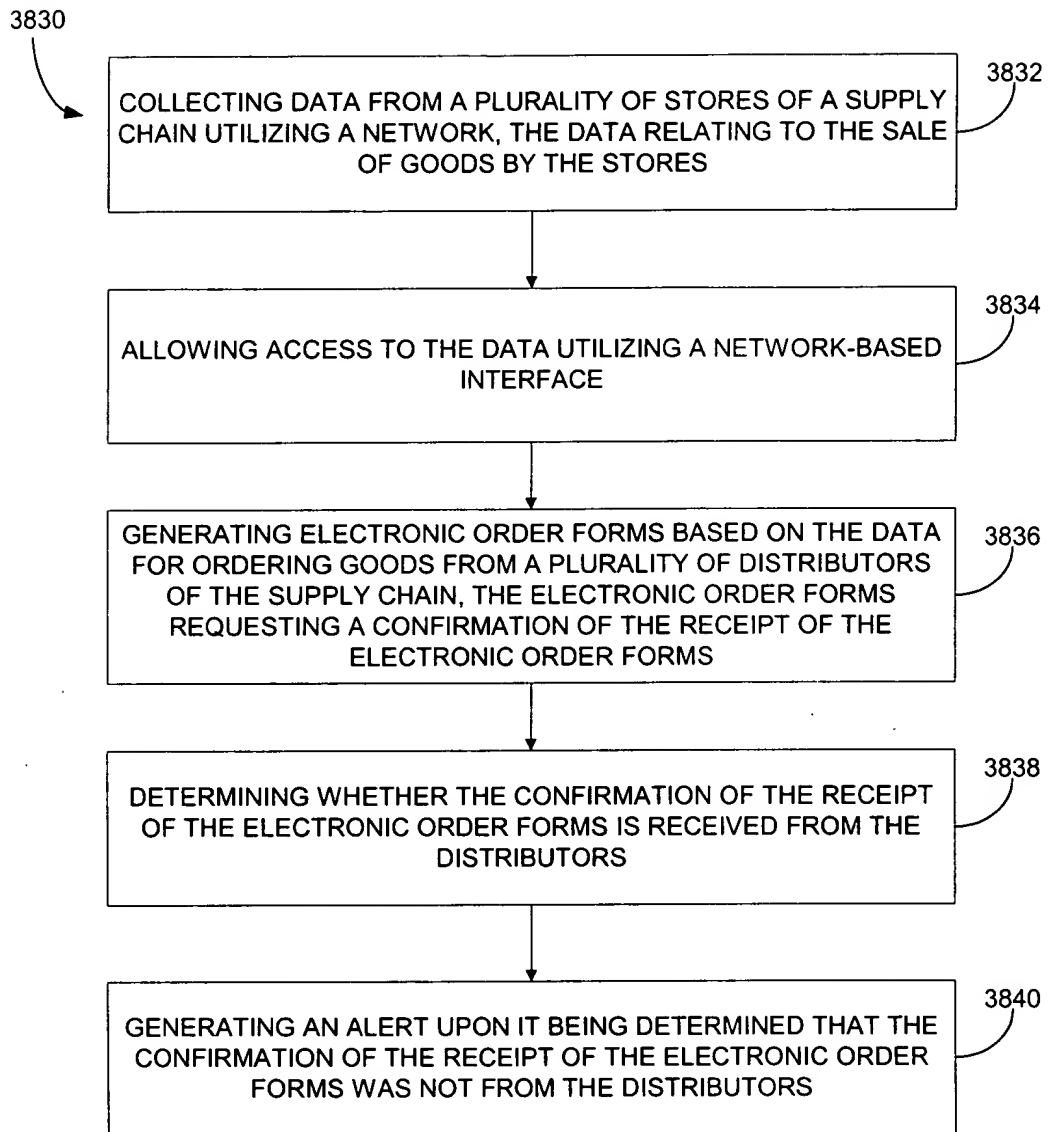 3830
3832
COLLECTING DATA FROM A PLURALITY OF STORES OF A SUPPLY
CHAIN UTILIZING A NETWORK, THE DATA RELATING TO THE SALE
OF GOODS BY THE STORES
3834
ALLOWING ACCESS TO THE DATA UTILIZING A NETWORK-BASED
INTERFACE
3836
GENERATING ELECTRONIC ORDER FORMS BASED ON THE DATA
FOR ORDERING GOODS FROM A PLURALITY OF DISTRIBUTORS
OF THE SUPPLY CHAIN, THE ELECTRONIC ORDER FORMS
REQUESTING A CONFIRMATION OF THE RECEIPT OF THE
ELECTRONIC ORDER FORMS
3838
DETERMINING WHETHER THE CONFIRMATION OF THE RECEIPT
OF THE ELECTRONIC ORDER FORMS IS RECEIVED FROM THE
DISTRIBUTORS
3840
GENERATING AN ALERT UPON IT BEING DETERMINED THAT THE
CONFIRMATION OF THE RECEIPT OF THE ELECTRONIC ORDER
FORMS WAS NOT FROM THE DISTRIBUTORS